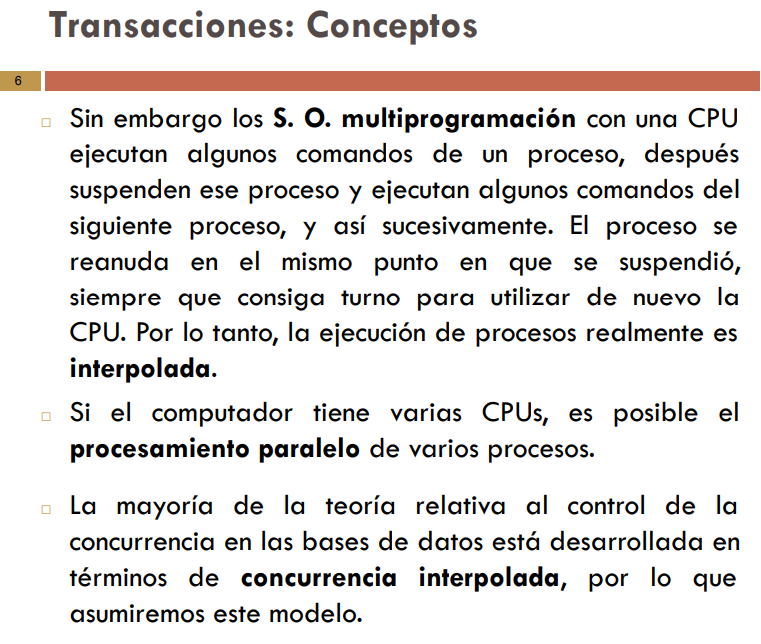 Transacciones: Conceptos
6
Sin embargo los S. O. multiprogramación con una CPU
ejecutan algunos comandos de un proceso, después
suspenden ese proceso y ejecutan algunos comandos del
siguiente proceso, y así sucesivamente. El proceso se
reanuda en el mismo punto en que se suspendió,
siempre que consiga turno para utilizar de nuevo la
CPU. Por lo tanto, la ejecución de procesos realmente es
interpolada.
Si el computador tiene varias CPUs, es posible el
procesamiento paralelo de varios procesos.
La mayoría de la teoría relativa al control de la
concurrencia en las bases de datos está desarrollada en
términos de concurrencia interpolada, por lo que
asumiremos este modelo.